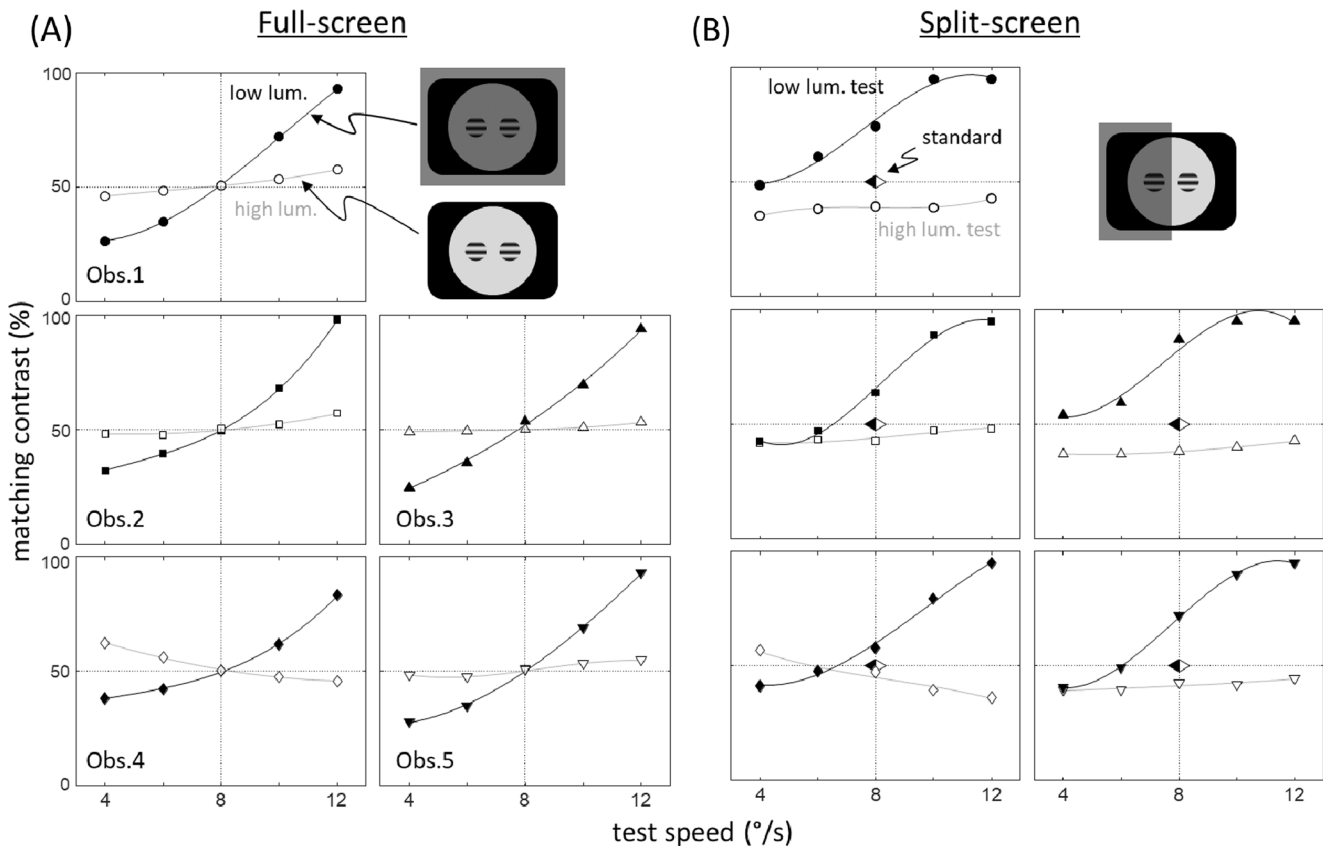 (A) Full-screen
(B) Split-screen
100
50
0
low lum.
high lum.
Obs.1
low lum. test
standard
high lum. test
matching contrast (%)
100
50
0
Obs.2
Obs.3
100
50
0
Obs.4
Obs.5
4 8 12
4 8 12
4 8 12
4 8 12
test speed (°/s)